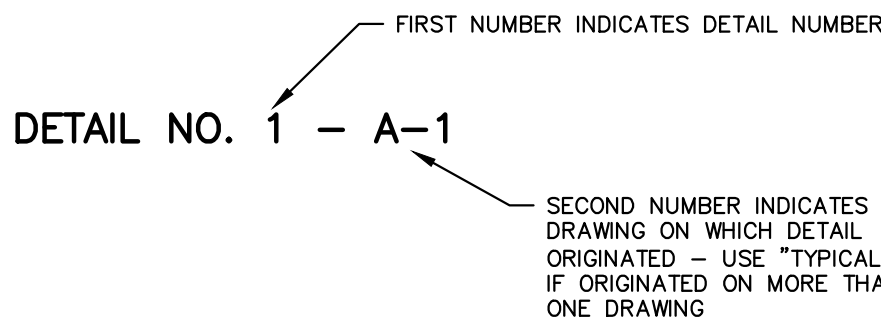 FIRST NUMBER INDICATES DETAIL NUMBER
DETAIL NO. 1 – A–1
SECOND NUMBER INDICATES
DRAWING ON WHICH DETAIL
ORIGINATED – USE "TYPICAL
IF ORIGINATED ON MORE THA
ONE DRAWING